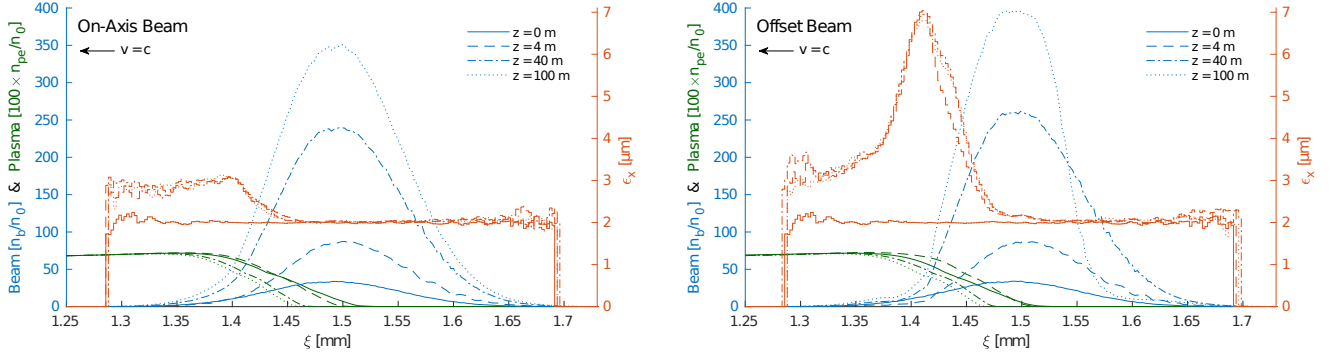 On-Axis Beam
v = c
z = 0 m
z = 4 m
z = 40 m
z = 100 m
Beam [n_b/n_0] & Plasma [100 × n_pe/n_0]
400
350
300
250
200
150
100
50
0
7
6
5
4
3
2
1
0
ϵ_x [µm]
1.25 1.3 1.35 1.4 1.45 1.5 1.55 1.6 1.65 1.7
ξ [mm]
Offset Beam
v = c
z = 0 m
z = 4 m
z = 40 m
z = 100 m
Beam [n_b/n_0] & Plasma [100 × n_pe/n_0]
400
350
300
250
200
150
100
50
0
7
6
5
4
3
2
1
0
ϵ_x [µm]
1.25 1.3 1.35 1.4 1.45 1.5 1.55 1.6 1.65 1.7
ξ [mm]